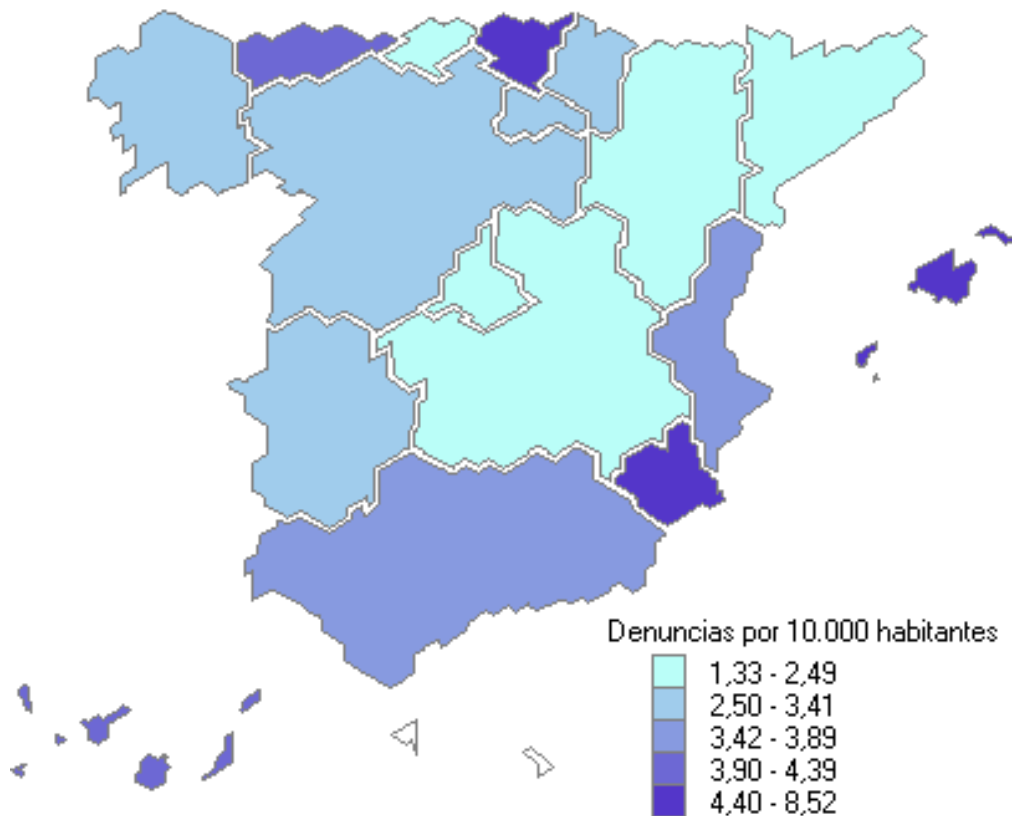 Denuncias por 10.000 habitantes
1,33 - 2,49
2,50 - 3,41
3,42 - 3,89
3,90 - 4,39
4,40 - 8,52